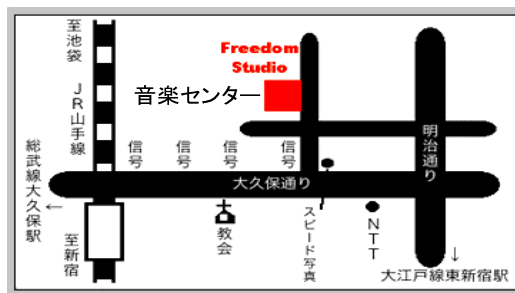 至池袋
JR山手線
Freedom
Studio
音楽センター
信号
信号
信号
信号
明治通り
総武線大久保駅
←
大久保通り
至新宿
教会
スピード写真
NTT
↓
大江戸線東新宿駅